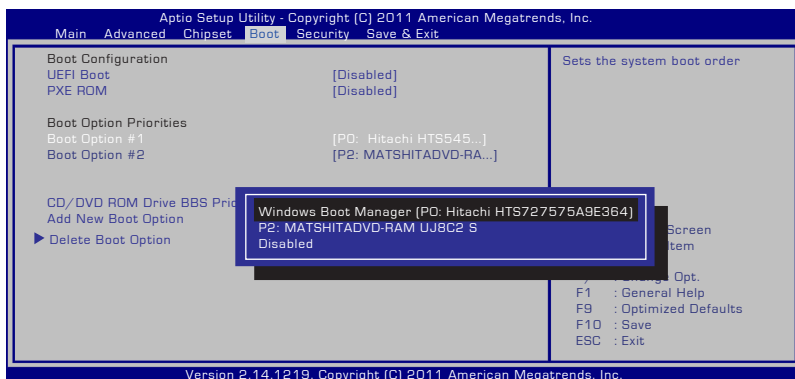 Aptio Setup Utility - Copyright (C) 2011 American Megatrends, Inc.
Main Advanced Chipset Boot Security Save & Exit
Boot Configuration
UEFI Boot [Disabled]
PXE ROM [Disabled]
Boot Option Priorities
Boot Option #1 [P0: Hitachi HTS545...]
Boot Option #2 [P2: MATSHITADVD-RA...]
CD/DVD ROM Drive BBS
Add New Boot Option
Delete Boot Option
Sets the system boot order
Windows Boot Manager (P0: Hitachi HTS727575A9E364)
P2: MATSHITADVD-RAM UJ8C2 S
Disabled
Screen
Item
Opt.
F1 : General Help
F9 : Optimized Defaults
F10 : Save
ESC : Exit
Version 2.14.1219. Copyright (C) 2011 American Megatrends, Inc.